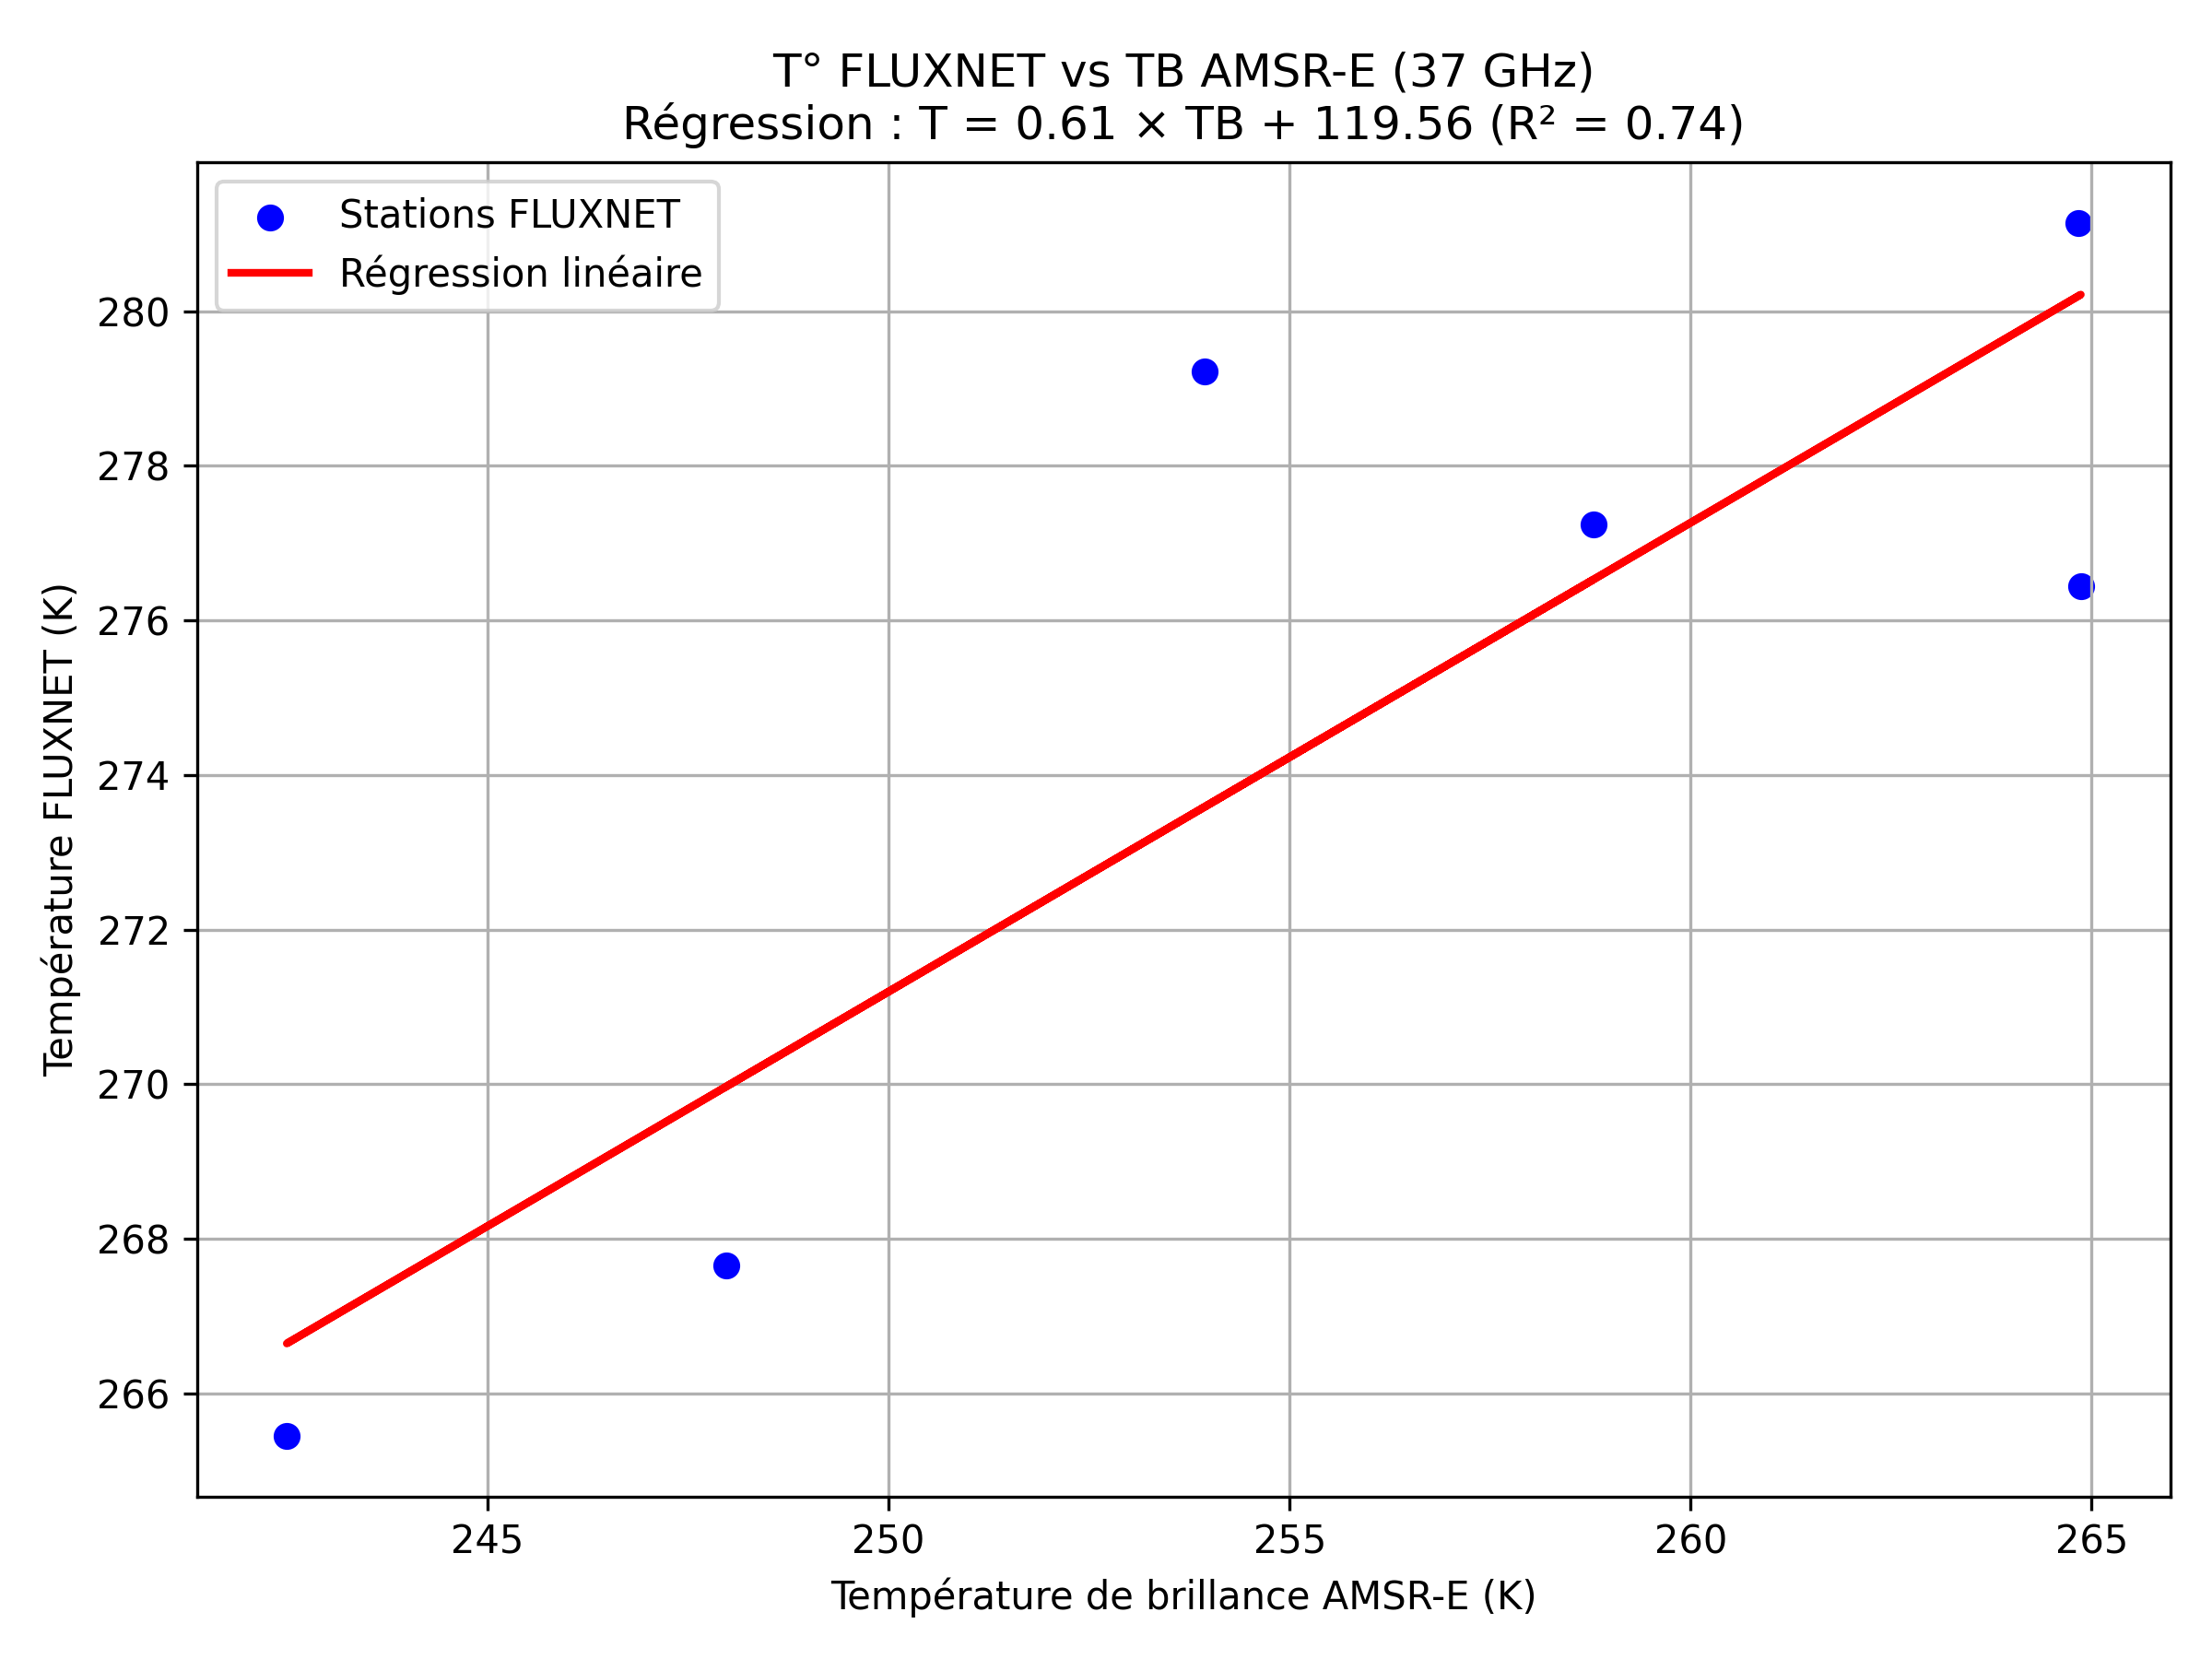 T° FLUXNET vs TB AMSR-E (37 GHz)
Régression : T = 0.61 × TB + 119.56 (R² = 0.74)
Stations FLUXNET
Régression linéaire
Température FLUXNET (K)
280
278
276
274
272
270
268
266
245
250
255
260
265
Température de brillance AMSR-E (K)